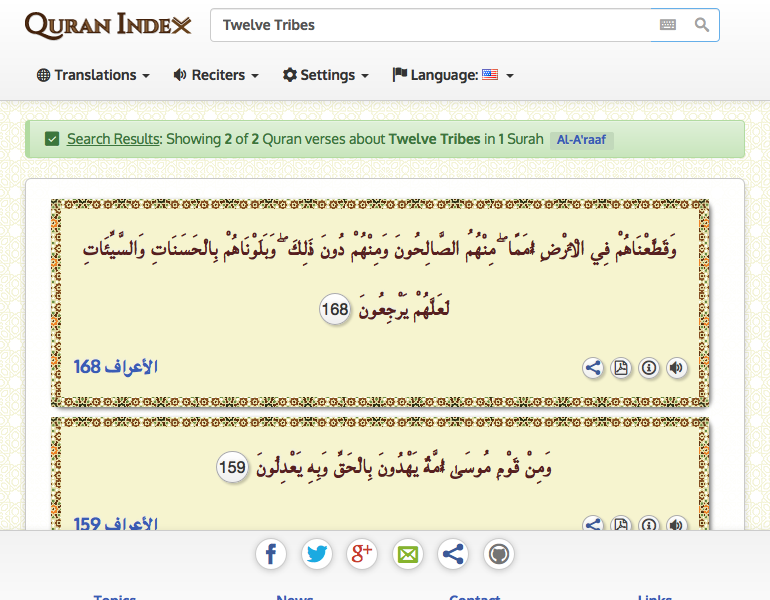 QURAN INDEX
Twelve Tribes
Translations
Reciters
Settings
Language:
Search Results: Showing 2 of 2 Quran verses about Twelve Tribes in 1 Surah Al-A'raaf
وَقَطَّعْنَاهُمْ فِي الْأَرْضِ أُمَمًا ۖ مِنْهُمُ الصَّالِحُونَ وَمِنْهُمْ دُونَ ذَٰلِكَ ۖ وَبَلَوْنَاهُمْ بِالْحَسَنَاتِ وَالسَّيِّئَاتِ
لَعَلَّهُمْ يَرْجِعُونَ 168
الأعراف 168
وَمِنْ قَوْمِ مُوسَىٰ أُمَّةٌ يَهْدُونَ بِالْحَقِّ وَبِهِ يَعْدِلُونَ 159
الأعراف 159
Topics
News
Contact
Links